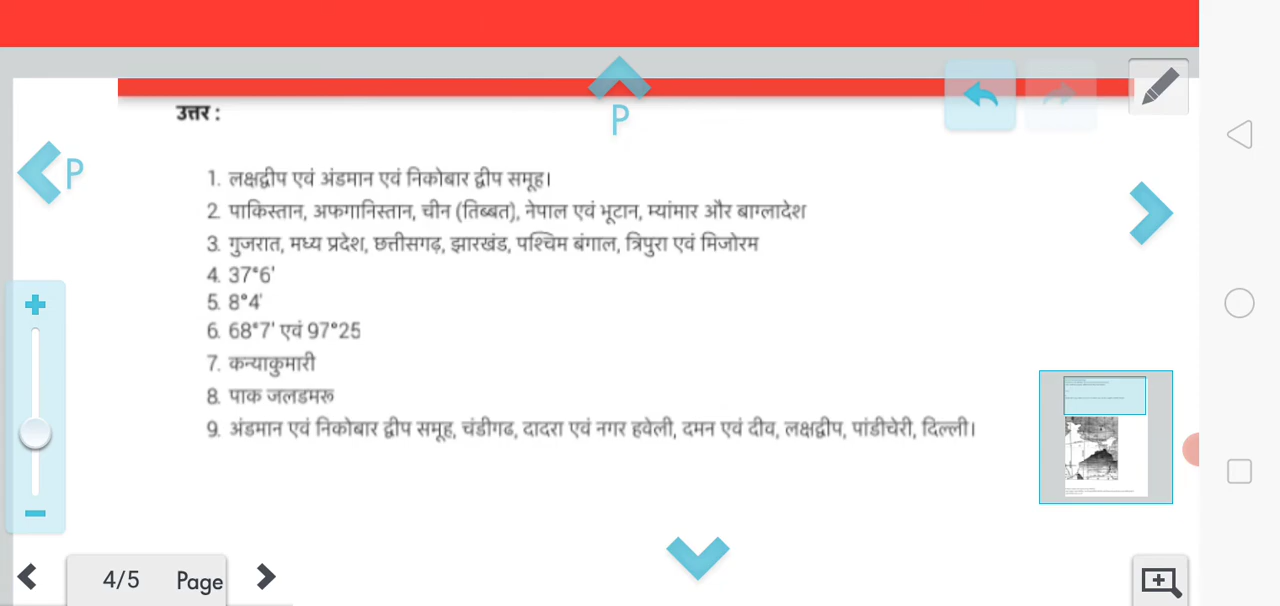 उत्तर :
P
P
1. लक्षद्वीप एवं अंडमान एवं निकोबार द्वीप समूह।
2. पाकिस्तान, अफगानिस्तान, चीन (तिब्बत), नेपाल एवं भूटान, म्यांमार और बाग्लादेश
3. गुजरात, मध्य प्रदेश, छत्तीसगढ़, झारखंड, पश्चिम बंगाल, त्रिपुरा एवं मिजोरम
4. 37°6'
5. 8°4'
6. 68°7' एवं 97°25
7. कन्याकुमारी
8. पाक जलडमरू
9. अंडमान एवं निकोबार द्वीप समूह, चंडीगढ, दादरा एवं नगर हवेली, दमन एवं दीव, लक्षद्वीप, पांडीचेरी, दिल्ली।
4/5 Page